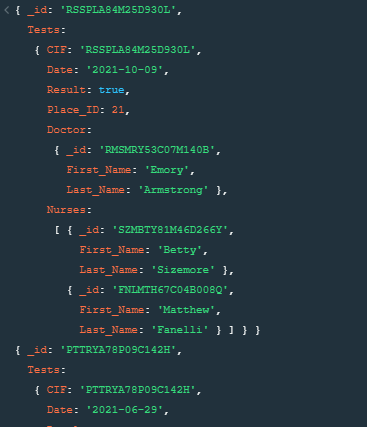 { _id: 'RSSPLA84M25D930L',
Tests:
{ CIF: 'RSSPLA84M25D930L',
Date: '2021-10-09',
Result: true,
Place_ID: 21,
Doctor:
{ _id: 'RMSMRY53C07M140B',
First_Name: 'Emory',
Last_Name: 'Armstrong' },
Nurses:
[ { _id: 'SZMBTY81M46D266Y',
First_Name: 'Betty',
Last_Name: 'Sizemore' },
{ _id: 'FNLMTH67C04B008Q',
First_Name: 'Matthew',
Last_Name: 'Fanelli' } ] } }
{ _id: 'PTTRYA78P09C142H',
Tests:
{ CIF: 'PTTRYA78P09C142H',
Date: '2021-06-29',